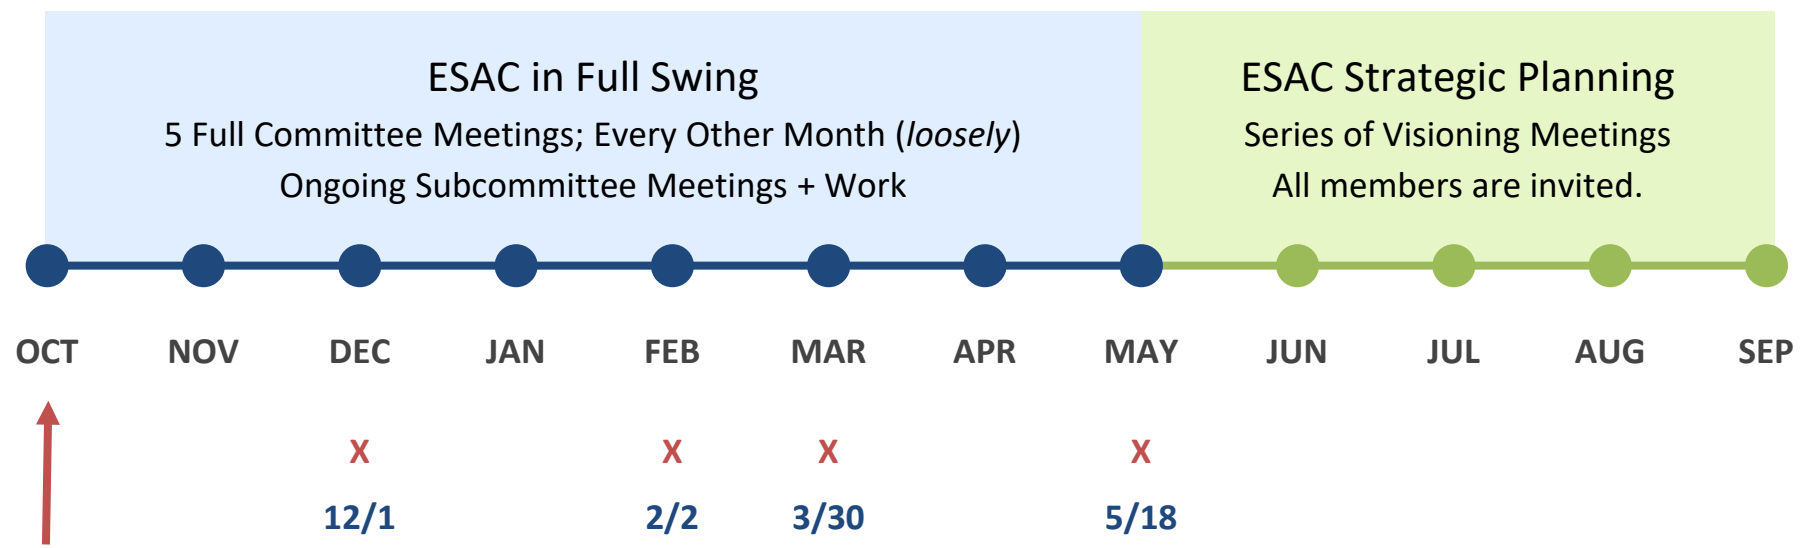 ESAC in Full Swing
5 Full Committee Meetings; Every Other Month (loosely)
Ongoing Subcommittee Meetings + Work
ESAC Strategic Planning
Series of Visioning Meetings
All members are invited.
OCT NOV DEC JAN FEB MAR APR MAY JUN JUL AUG SEP
X X X X
12/1 2/2 3/30 5/18